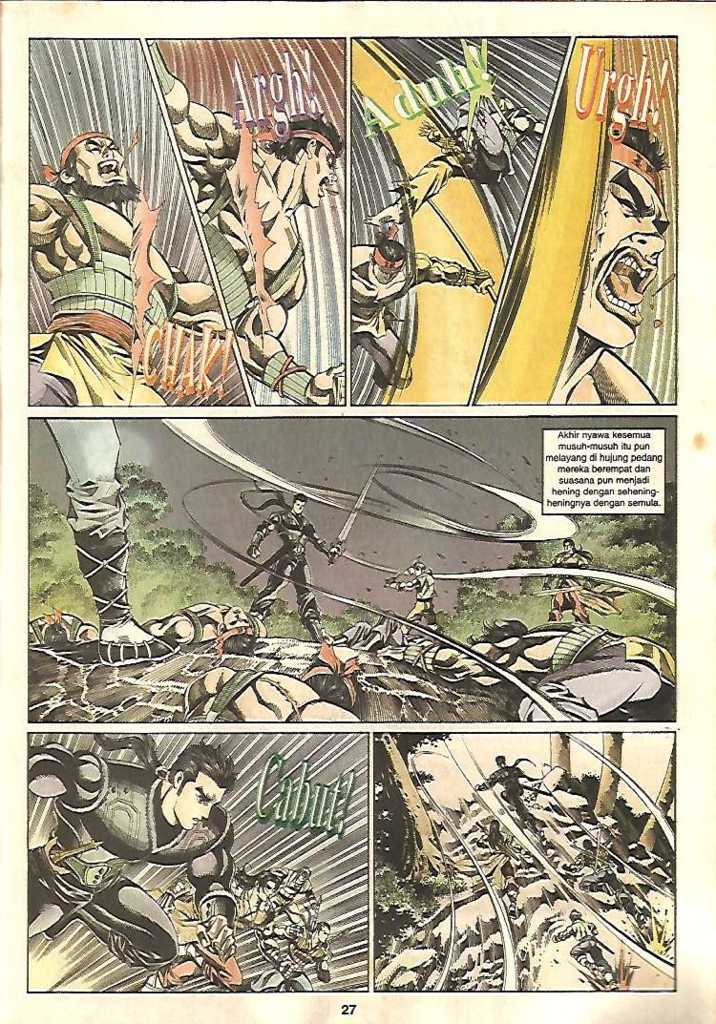 Argh!
Aduh!
Urgh!
CHAK!
Akhir nyawa kesemua
musuh-musuh itu pun
melayang di hujung pedang
mereka berempat dan
suasana pun menjadi
hening dengan sehening-
heningnya dengan semula.
Cabut!
27